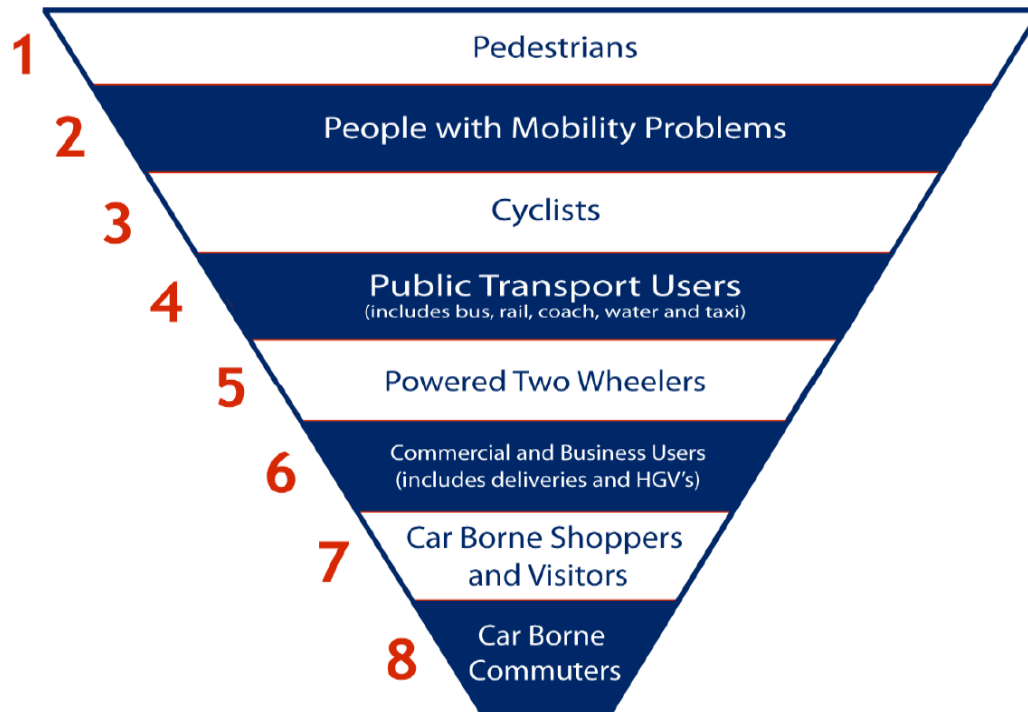 1
Pedestrians
2
People with Mobility Problems
3
Cyclists
4
Public Transport Users
(includes bus, rail, coach, water and taxi)
5
Powered Two Wheelers
6
Commercial and Business Users
(includes deliveries and HGV's)
7
Car Borne Shoppers
and Visitors
8
Car Borne
Commuters